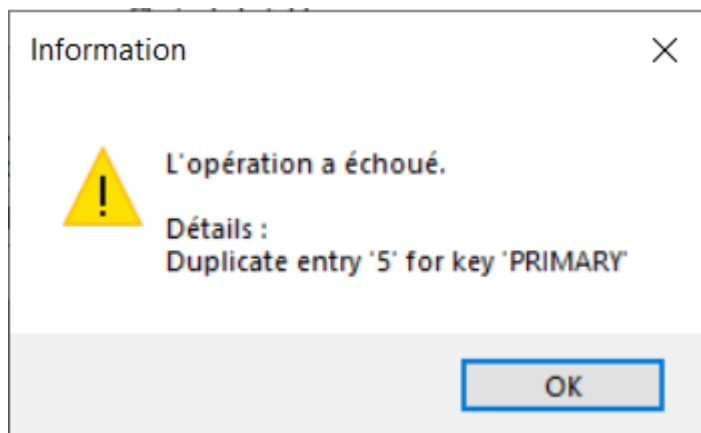 Information
L'opération a échoué.
Détails :
Duplicate entry '5' for key 'PRIMARY'
OK